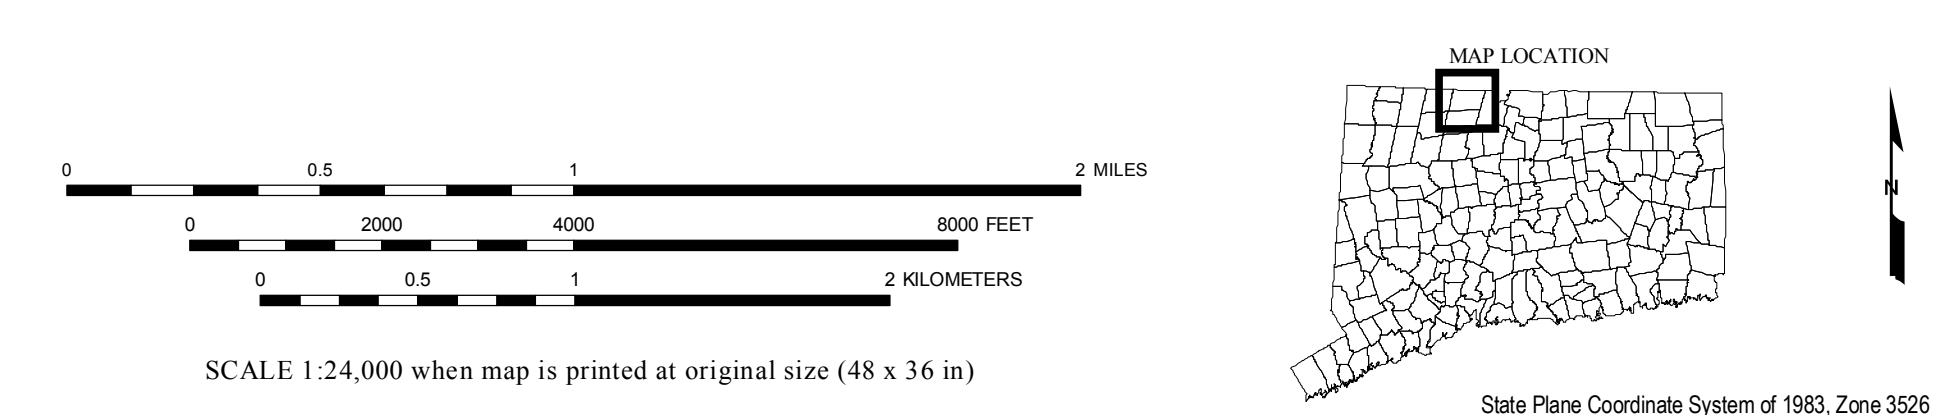 MAP LOCATION
0 0.5 1 2 MILES
0 2000 4000 8000 FEET
0 0.5 1 2 KILOMETERS
N
SCALE 1:24,000 when map is printed at original size (48 x 36 in)
State Plane Coordinate System of 1983, Zone 3526